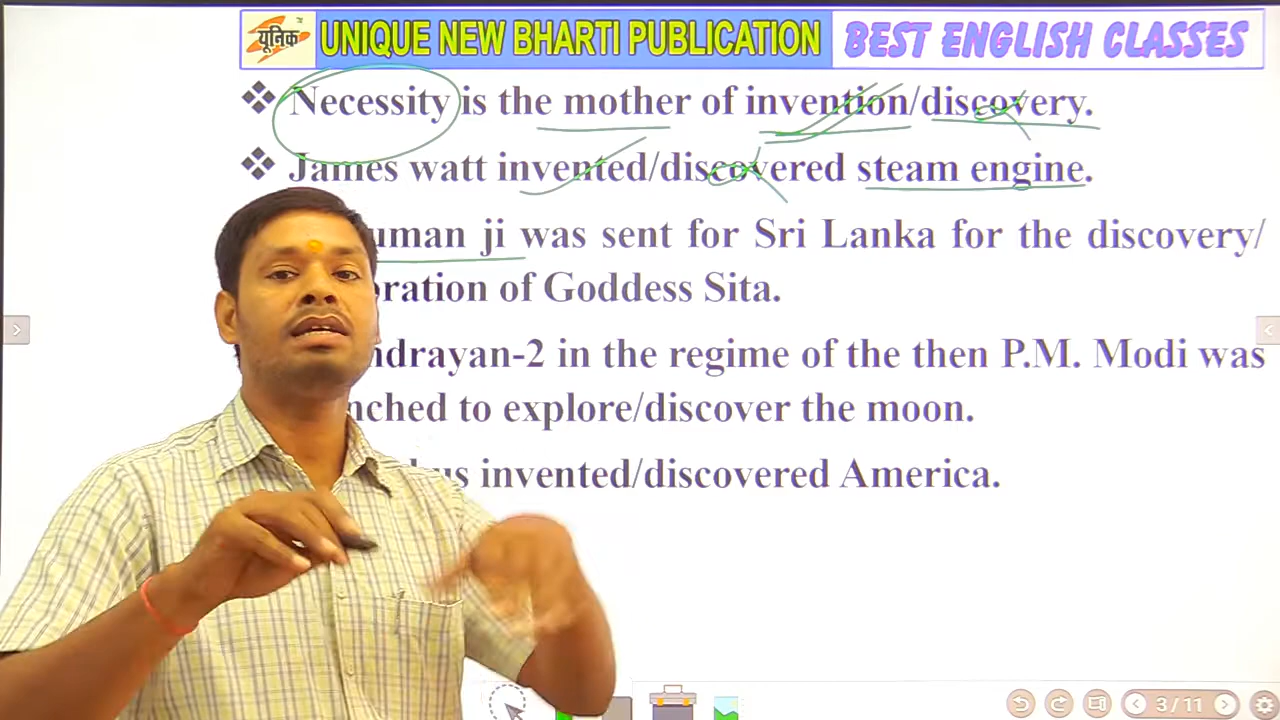 यूनिक UNIQUE NEW BHARTI PUBLICATION BEST ENGLISH CLASSES
Necessity is the mother of invention/discovery.
James watt invented/discovered steam engine.
ji was sent for Sri Lanka for the discovery/
of Goddess Sita.
in the regime of the then P.M. Modi was
to explore/discover the moon.
invented/discovered America.
3/11